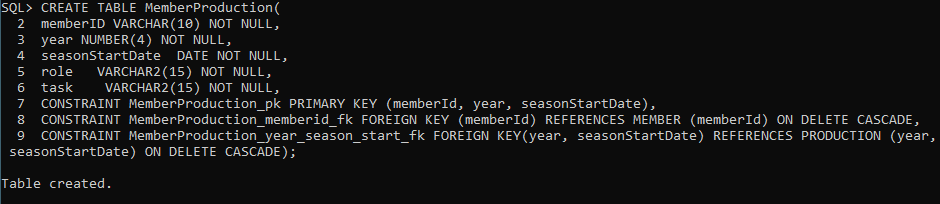 SQL> CREATE TABLE MemberProduction(
  2  memberID VARCHAR(10) NOT NULL,
  3  year NUMBER(4) NOT NULL,
  4  seasonStartDate  DATE NOT NULL,
  5  role   VARCHAR2(15) NOT NULL,
  6  task    VARCHAR2(15) NOT NULL,
  7  CONSTRAINT MemberProduction_pk PRIMARY KEY (memberId, year, seasonStartDate),
  8  CONSTRAINT MemberProduction_memberid_fk FOREIGN KEY (memberId) REFERENCES MEMBER (memberId) ON DELETE CASCADE,
  9  CONSTRAINT MemberProduction_year_season_start_fk FOREIGN KEY(year, seasonStartDate) REFERENCES PRODUCTION (year,
 seasonStartDate) ON DELETE CASCADE);
Table created.